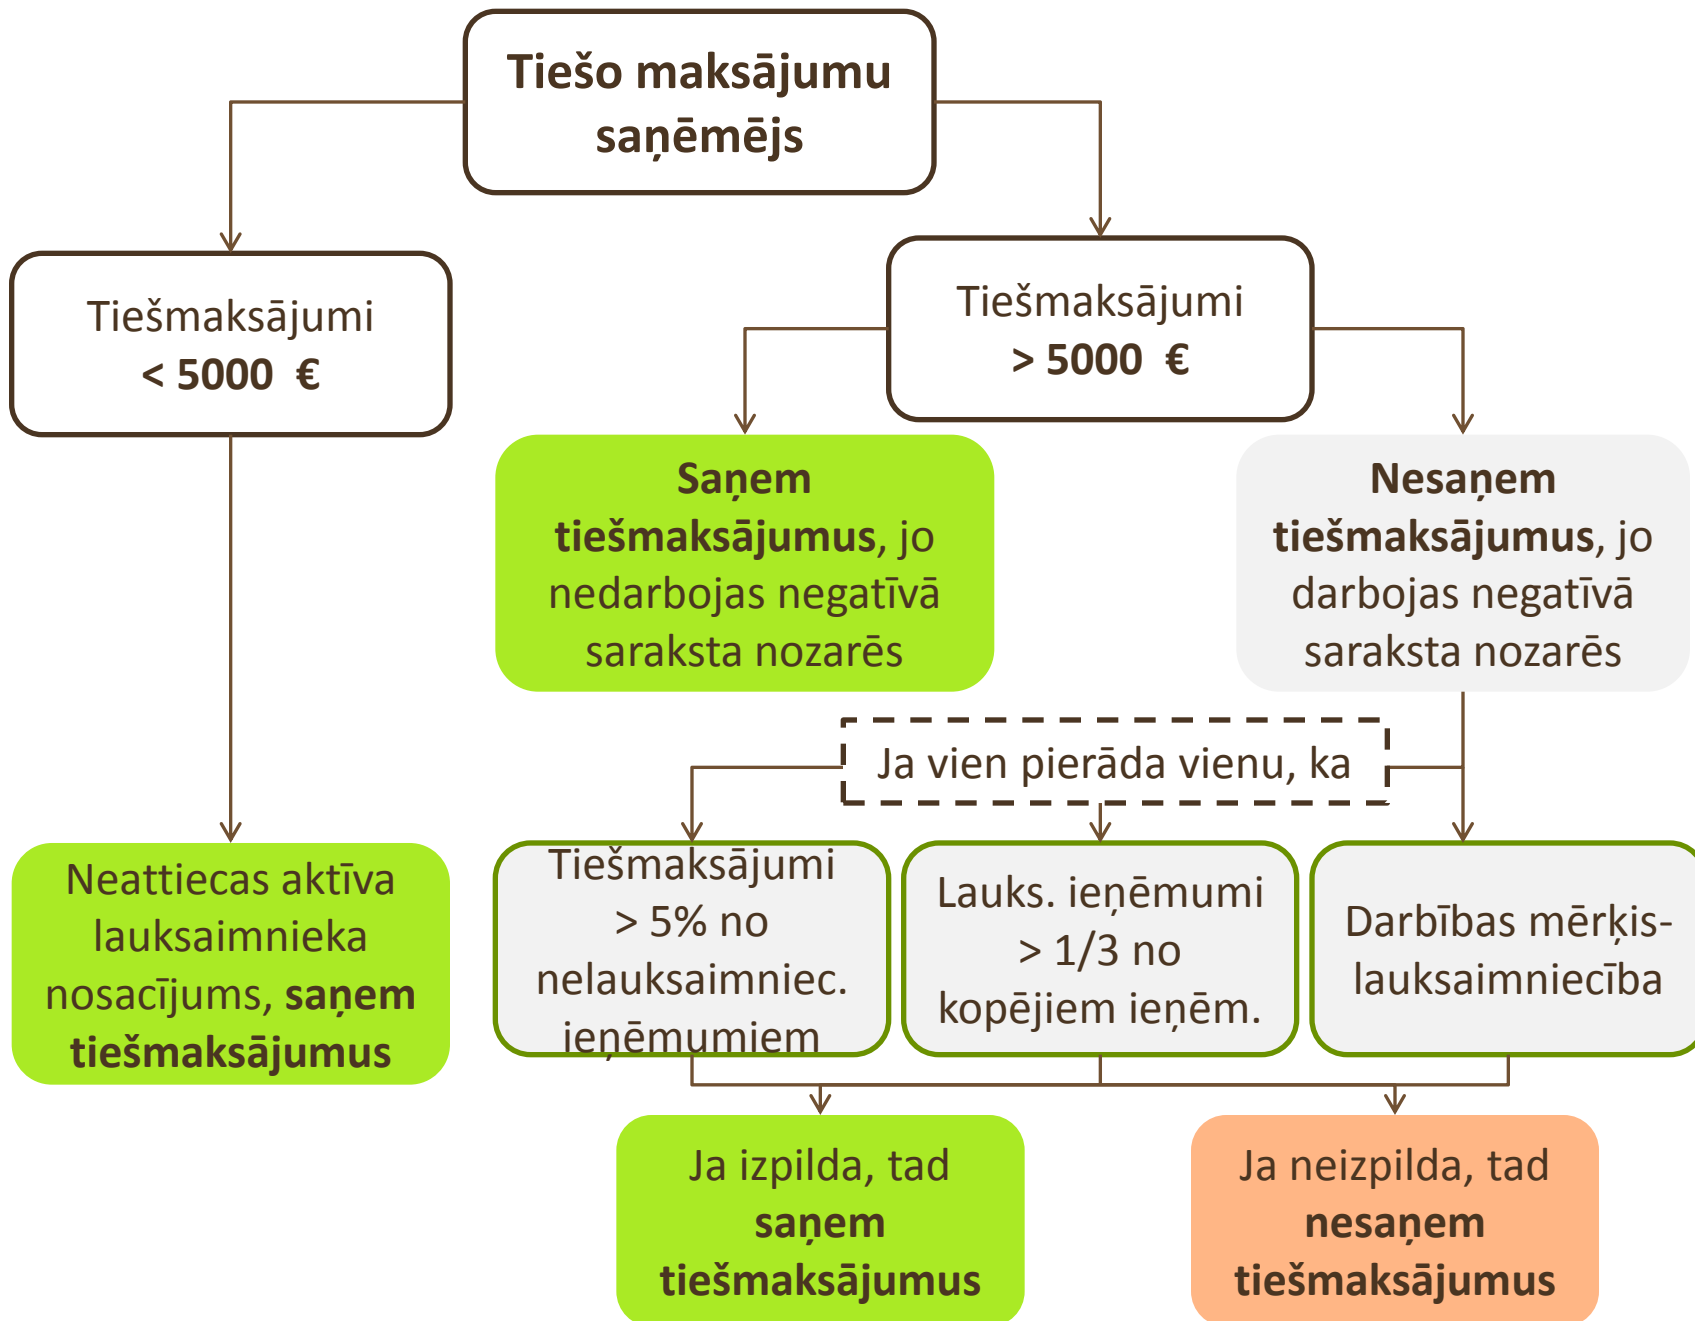 Tiešo maksājumu
saņēmējs
Tiešmaksājumi
< 5000 €
Tiešmaksājumi
> 5000 €
Saņem
tiešmaksājumus, jo
nedarbojas negatīvā
saraksta nozarēs
Nesaņem
tiešmaksājumus, jo
darbojas negatīvā
saraksta nozarēs
Ja vien pierāda vienu, ka
Neattiecas aktīva
lauksaimnieka
nosacījums, saņem
tiešmaksājumus
Tiešmaksājumi
> 5% no
nelauksaimniec.
ieņēmumiem
Lauks. ieņēmumi
> 1/3 no
kopējiem ieņēm.
Darbības mērķis-
lauksaimniecība
Ja izpilda, tad
saņem
tiešmaksājumus
Ja neizpilda, tad
nesaņem
tiešmaksājumus